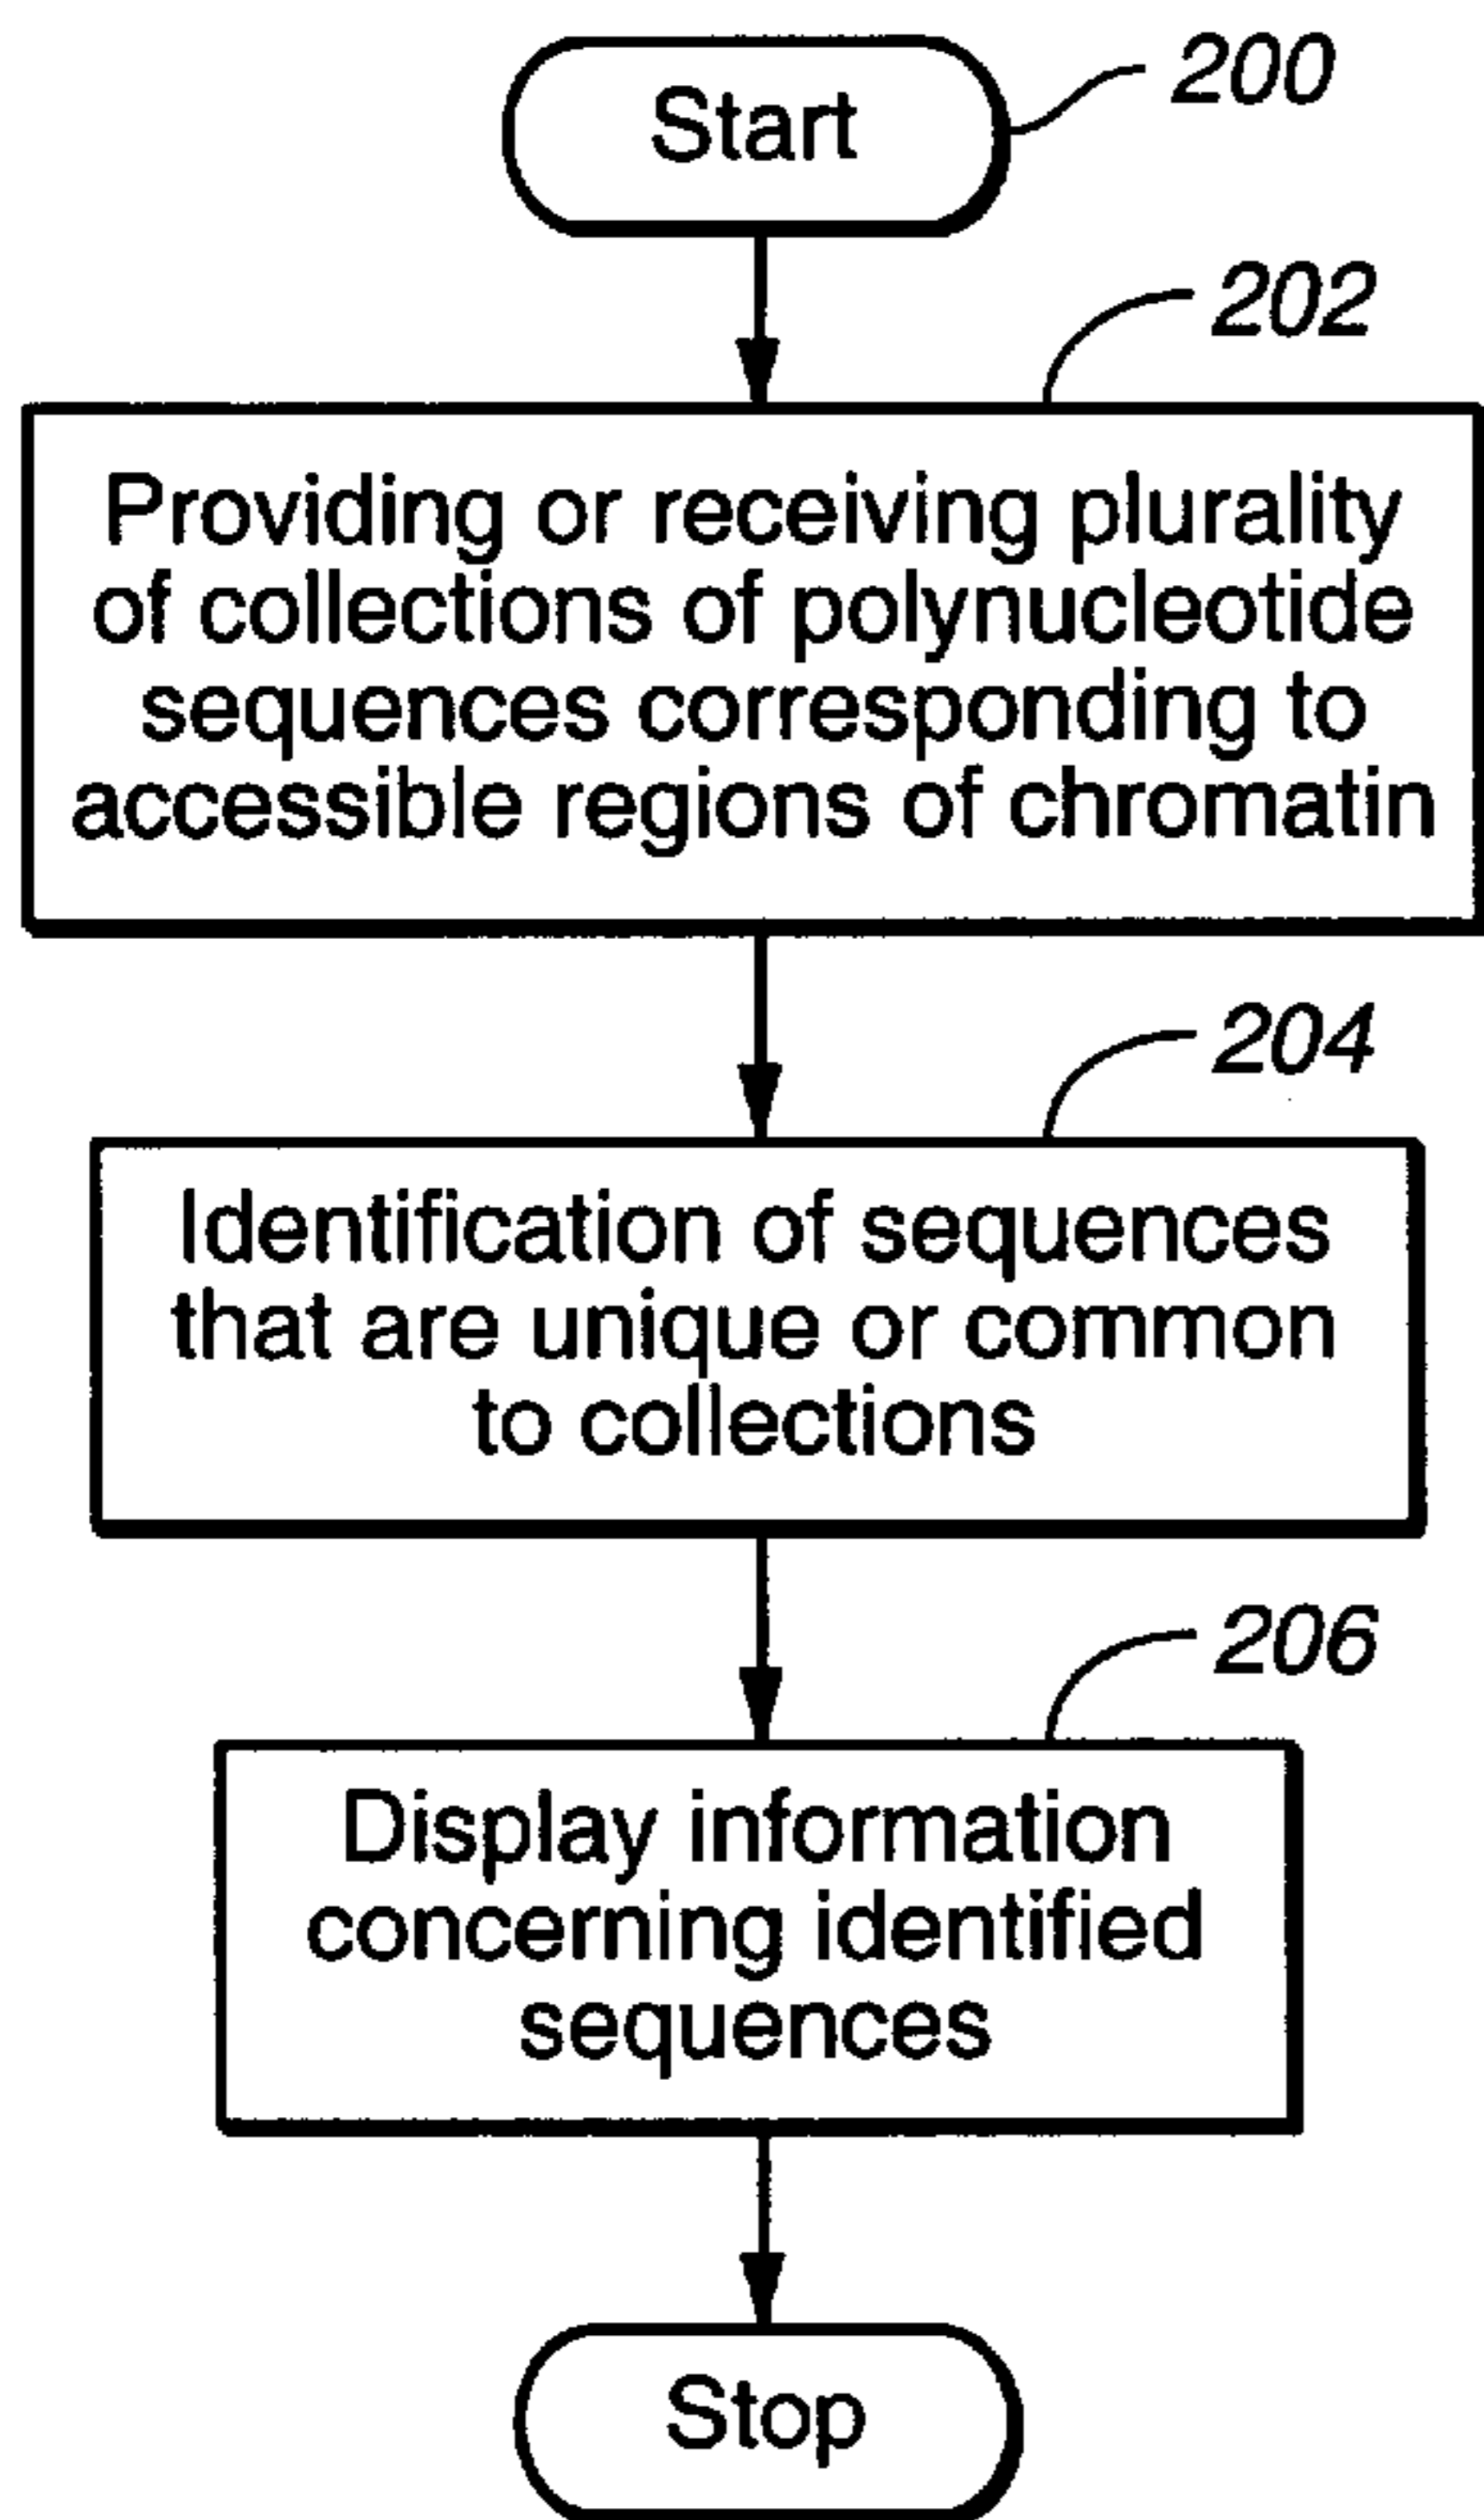 Start
200
202
Providing or receiving plurality
of collections of polynucleotide
sequences corresponding to
accessible regions of chromatin
204
Identification of sequences
that are unique or common
to collections
206
Display information
concerning identified
sequences
Stop